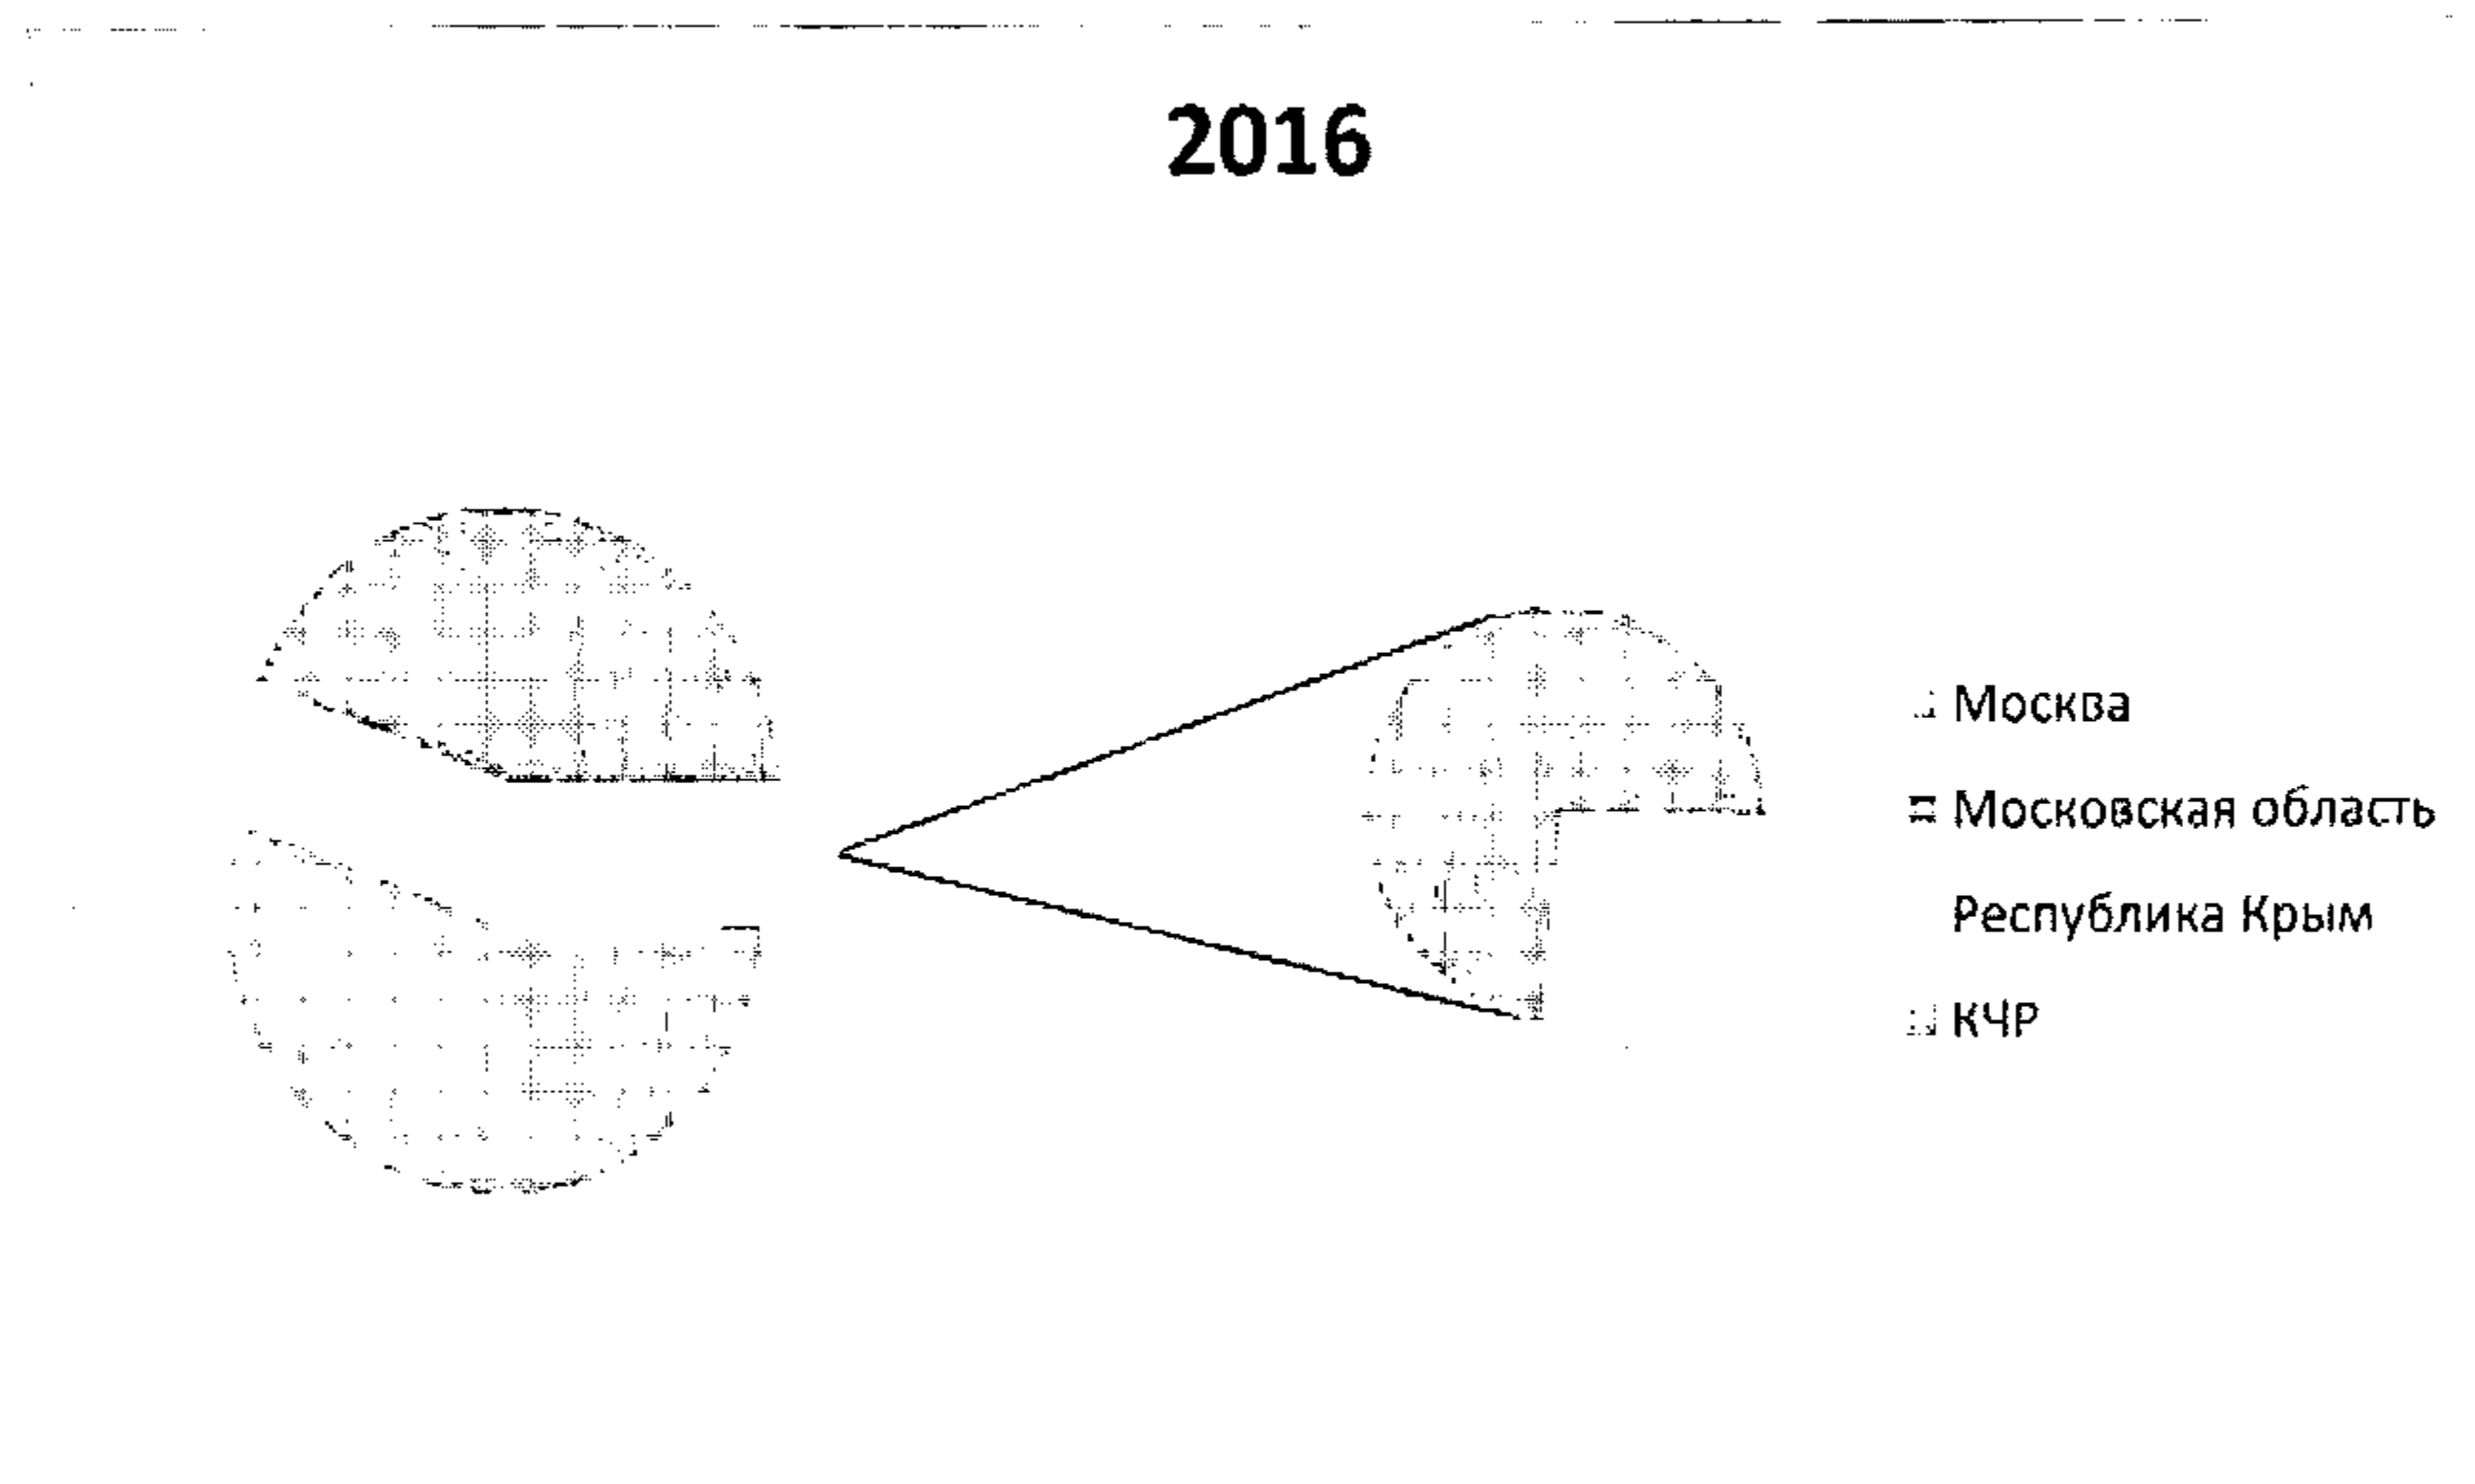 2016
Москва
Московская область
Республика Крым
КЧР